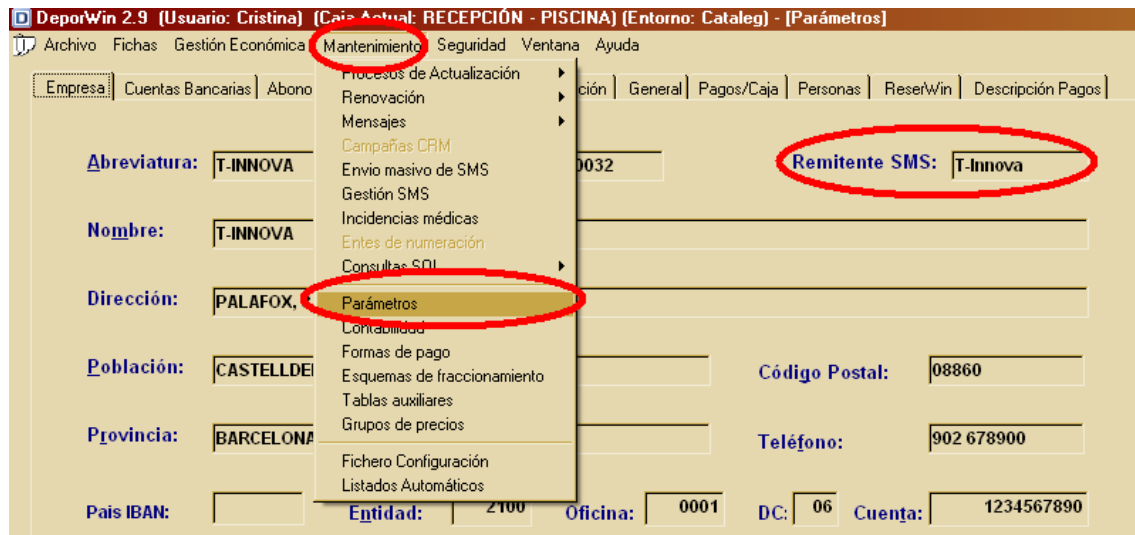 DeporWin 2.9 (Usuario: Cristina) (Caja Actual: RECEPCIÓN - PISCINA) (Entorno: Cataleg) - [Parámetros]
Archivo Fichas Gestión Económica Mantenimiento Seguridad Ventana Ayuda
Empresa Cuentas Bancarias Abono ción General Pagos/Caja Personas ReserWin Descripción Pagos
Procesos de Actualización
Renovación
Mensajes
Campañas CRM
Envio masivo de SMS
Gestión SMS
Incidencias médicas
Entes de numeración
Consultas SQL
Parámetros
Contabilidad
Formas de pago
Esquemas de fraccionamiento
Tablas auxiliares
Grupos de precios
Fichero Configuración
Listados Automáticos
Abreviatura: T-INNOVA 0032 Remitente SMS: T-Innova
Nombre: T-INNOVA
Dirección: PALAFOX,
Población: CASTELLDE Código Postal: 08860
Provincia: BARCELONA Teléfono: 902 678900
Pais IBAN: Entidad: 2100 Oficina: 0001 DC: 06 Cuenta: 1234567890